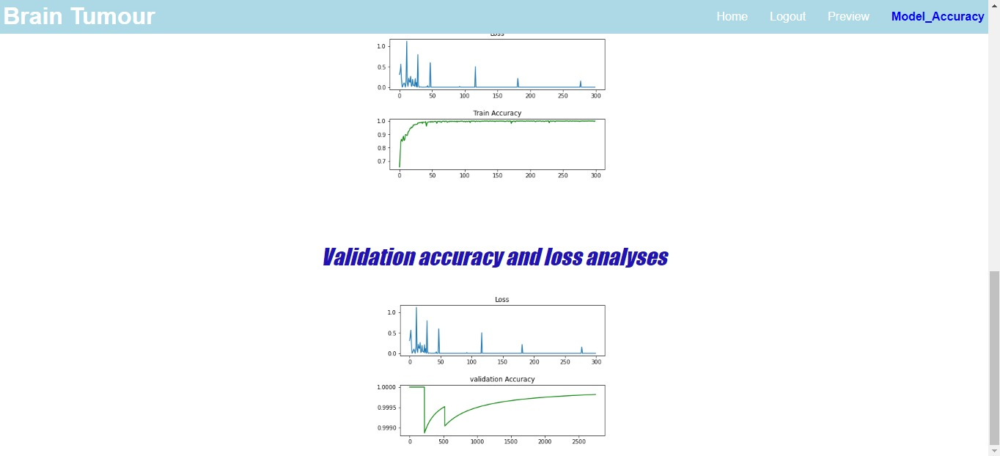 Brain Tumour Home Logout Preview Model_Accuracy
Loss
1.0
0.5
0.0
0 50 100 150 200 250 300
Train Accuracy
1.0
0.9
0.8
0.7
0 50 100 150 200 250 300
Validation accuracy and loss analyses
Loss
1.0
0.5
0.0
0 50 100 150 200 250 300
validation Accuracy
1.0000
0.9995
0.9990
0 500 1000 1500 2000 2500